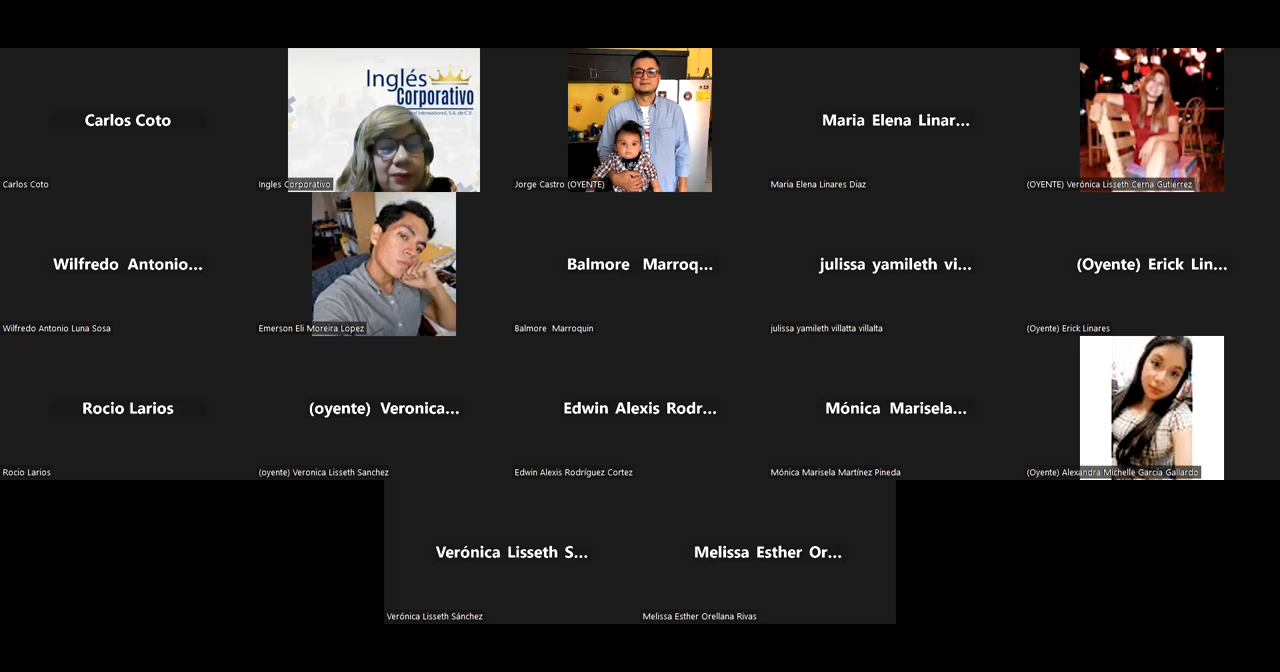 Carlos Coto
Carlos Coto
Inglés
Corporativo
International, S.A. de C.V.
Ingles Corporativo
Jorge Castro (OYENTE)
Maria Elena Linar...
Maria Elena Linares Diaz
(OYENTE) Verónica Lisseth Cerna Gutiérrez
Wilfredo Antonio...
Wilfredo Antonio Luna Sosa
Emerson Eli Moreira Lopez
Balmore Marroq...
Balmore Marroquin
julissa yamileth vi...
julissa yamileth villatta villalta
(Oyente) Erick Lin...
(Oyente) Erick Linares
Rocio Larios
Rocio Larios
(oyente) Veronica...
(oyente) Veronica Lisseth Sanchez
Edwin Alexis Rodr...
Edwin Alexis Rodríguez Cortez
Mónica Marisela...
Mónica Marisela Martínez Pineda
(Oyente) Alexandra Michelle García Gallardo
Verónica Lisseth S...
Verónica Lisseth Sánchez
Melissa Esther Or...
Melissa Esther Orellana Rivas